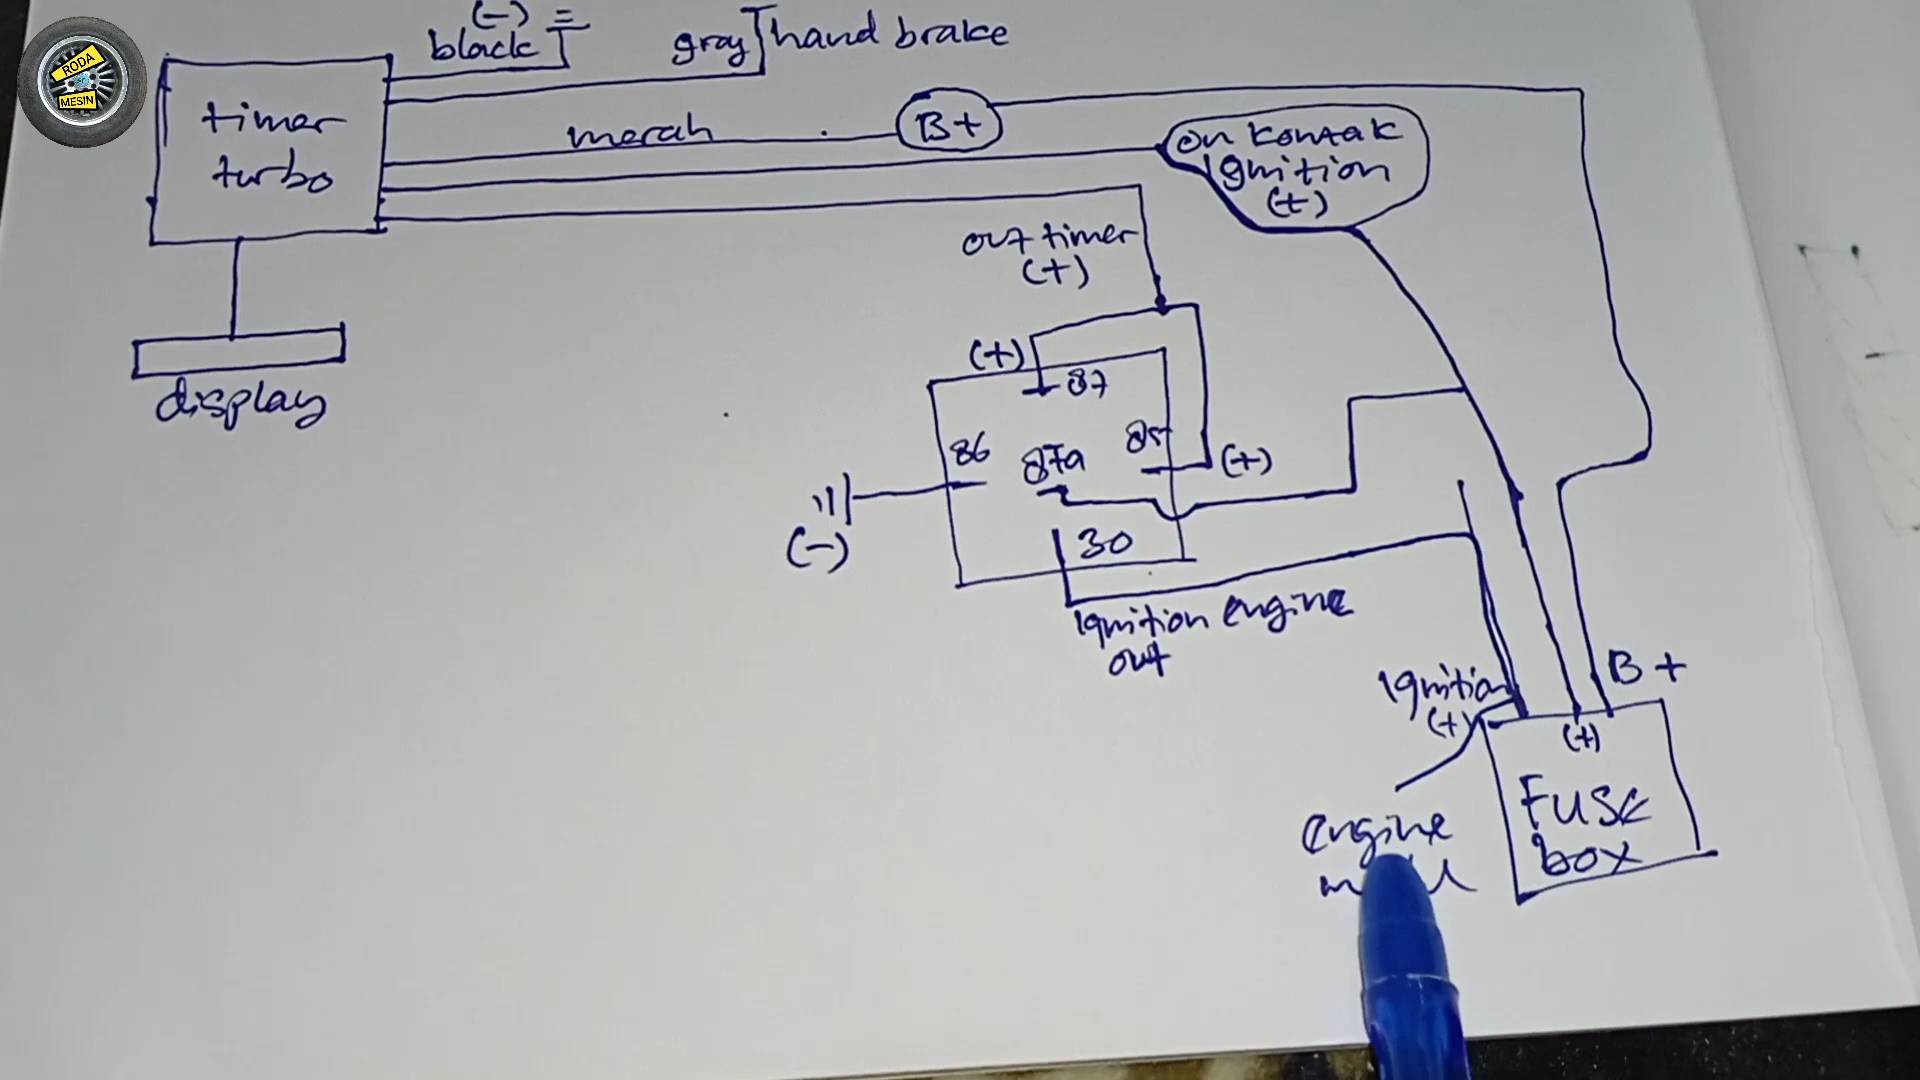 RODA
MESIN
(-)
black
gray
hand brake
timer
turbo
merah
B+
on kontak
Ignition
(+)
out timer
(+)
display
(+)
87
86
87a
85
(+)
(-)
30
Ignition engine
out
Ignition
(+)
B+
(+)
Fuse
box
engine